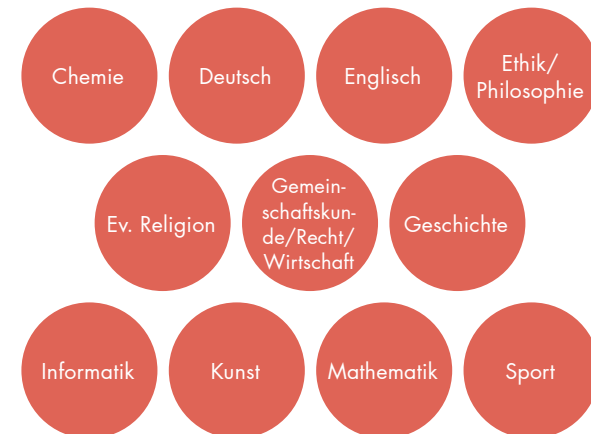 Chemie
Deutsch
Englisch
Ethik/
Philosophie
Ev. Religion
Gemein-
schaftskun-
de/Recht/
Wirtschaft
Geschichte
Informatik
Kunst
Mathematik
Sport